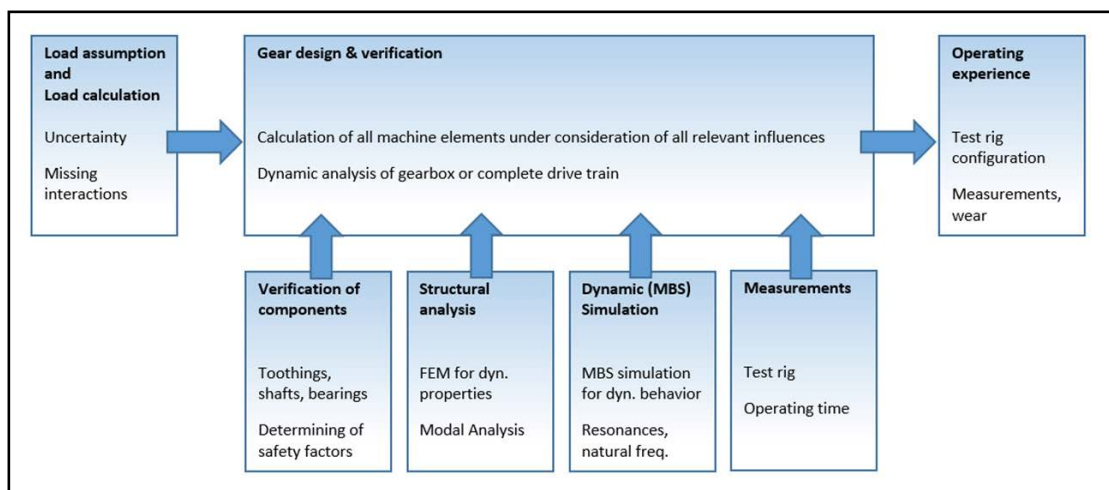 Load assumption
and
Load calculation
Uncertainty
Missing
interactions
Gear design & verification
Calculation of all machine elements under consideration of all relevant influences
Dynamic analysis of gearbox or complete drive train
Operating
experience
Test rig
configuration
Measurements,
wear
Verification of
components
Toothings,
shafts, bearings
Determining of
safety factors
Structural
analysis
FEM for dyn.
properties
Modal Analysis
Dynamic (MBS)
Simulation
MBS simulation
for dyn. behavior
Resonances,
natural freq.
Measurements
Test rig
Operating time